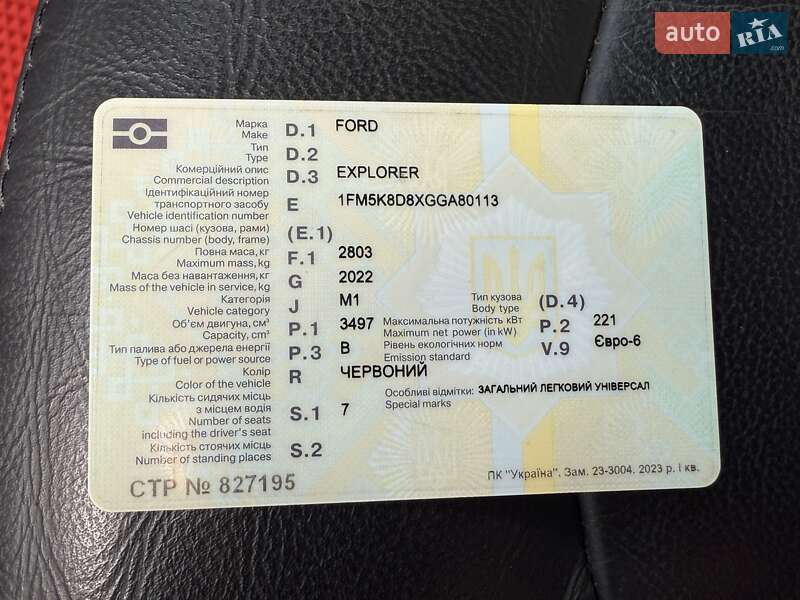 auto RIA .com
Марка
Make D.1 FORD
Тип
Type D.2
Комерційний опис
Commercial description D.3 EXPLORER
Ідентифікаційний номер
транспортного засобу
Vehicle identification number E 1FM5K8D8XGGA80113
Номер шасі (кузова, рами)
Chassis number (body, frame) (E.1)
Повна маса, кг
Maximum mass, kg F.1 2803
Маса без навантаження, кг
Mass of the vehicle in service, kg G 2022
Категорія
Vehicle category J M1
Тип кузова
Body type (D.4)
Об'єм двигуна, см³
Capacity, cm³ P.1 3497
Максимальна потужність кВт
Maximum net power (in kW) P.2 221
Тип палива або джерела енергії
Type of fuel or power source P.3 B
Рівень екологічних норм
Emission standard V.9 Євро-6
Колір
Color of the vehicle R ЧЕРВОНИЙ
Кількість сидячих місць
з місцем водія
Number of seats
including the driver's seat S.1 7
Особливі відмітки: ЗАГАЛЬНИЙ ЛЕГКОВИЙ УНІВЕРСАЛ
Special marks
Кількість стоячих місць
Number of standing places S.2
СТР № 827195
ПК "Україна". Зам. 23-3004. 2023 р. І кв.